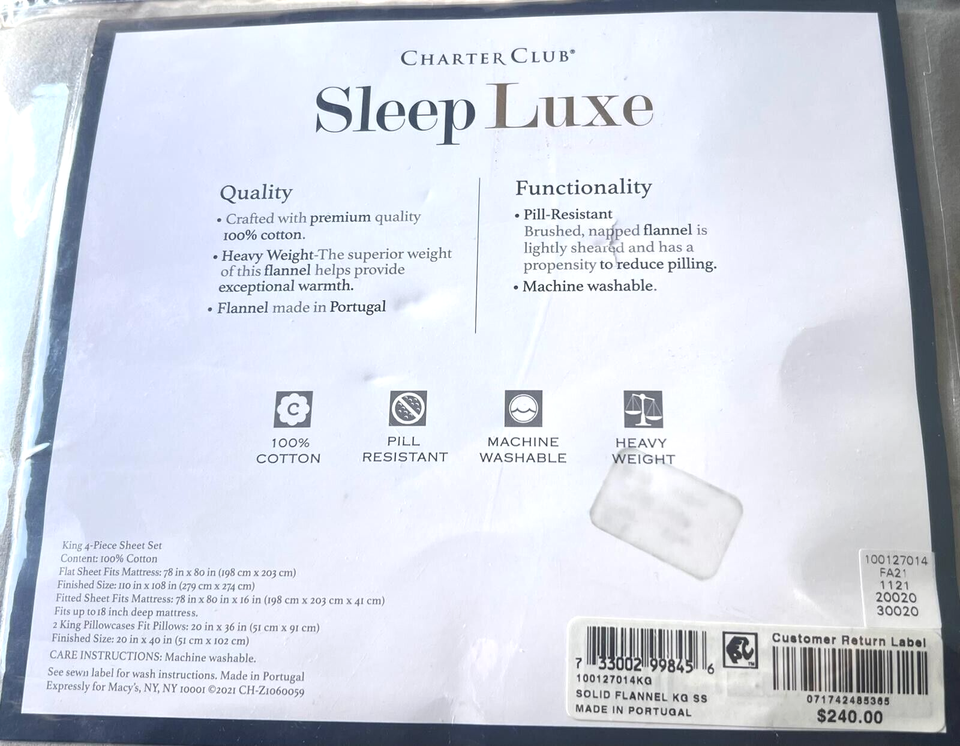 CHARTER CLUB®
Sleep Luxe
Quality
• Crafted with premium quality
100% cotton.
• Heavy Weight-The superior weight
of this flannel helps provide
exceptional warmth.
• Flannel made in Portugal
Functionality
• Pill-Resistant
Brushed, napped flannel is
lightly sheared and has a
propensity to reduce pilling.
• Machine washable.
C
100%
COTTON
PILL
RESISTANT
MACHINE
WASHABLE
HEAVY
WEIGHT
King 4-Piece Sheet Set
Content: 100% Cotton
Flat Sheet Fits Mattress: 78 in x 80 in (198 cm x 203 cm)
Finished Size: 110 in x 108 in (279 cm x 274 cm)
Fitted Sheet Fits Mattress: 78 in x 80 in x 16 in (198 cm x 203 cm x 41 cm)
Fits up to 18 inch deep mattress.
2 King Pillowcases Fit Pillows: 20 in x 36 in (51 cm x 91 cm)
Finished Size: 20 in x 40 in (51 cm x 102 cm)
CARE INSTRUCTIONS: Machine washable.
See sewn label for wash instructions. Made in Portugal
Expressly for Macy's, NY, NY 10001 ©2021 CH-Z1060059
100127014
FA21
1121
20020
30020
7 33002 99845 6
100127014KG
SOLID FLANNEL KG SS
MADE IN PORTUGAL
Customer Return Label
071742485365
$240.00